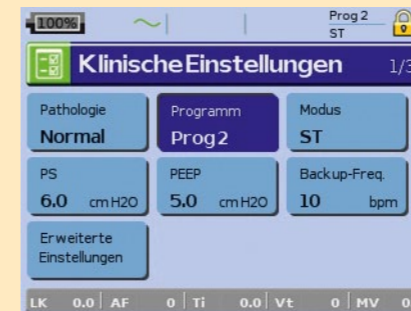 100%
Prog 2
ST
Klinische Einstellungen 1/3
Pathologie
Normal
Programm
Prog 2
Modus
ST
PS
6.0 cmH2O
PEEP
5.0 cmH2O
Backup-Freq.
10 bpm
Erweiterte
Einstellungen
LK 0.0 AF 0 Ti 0.0 Vt 0 MV